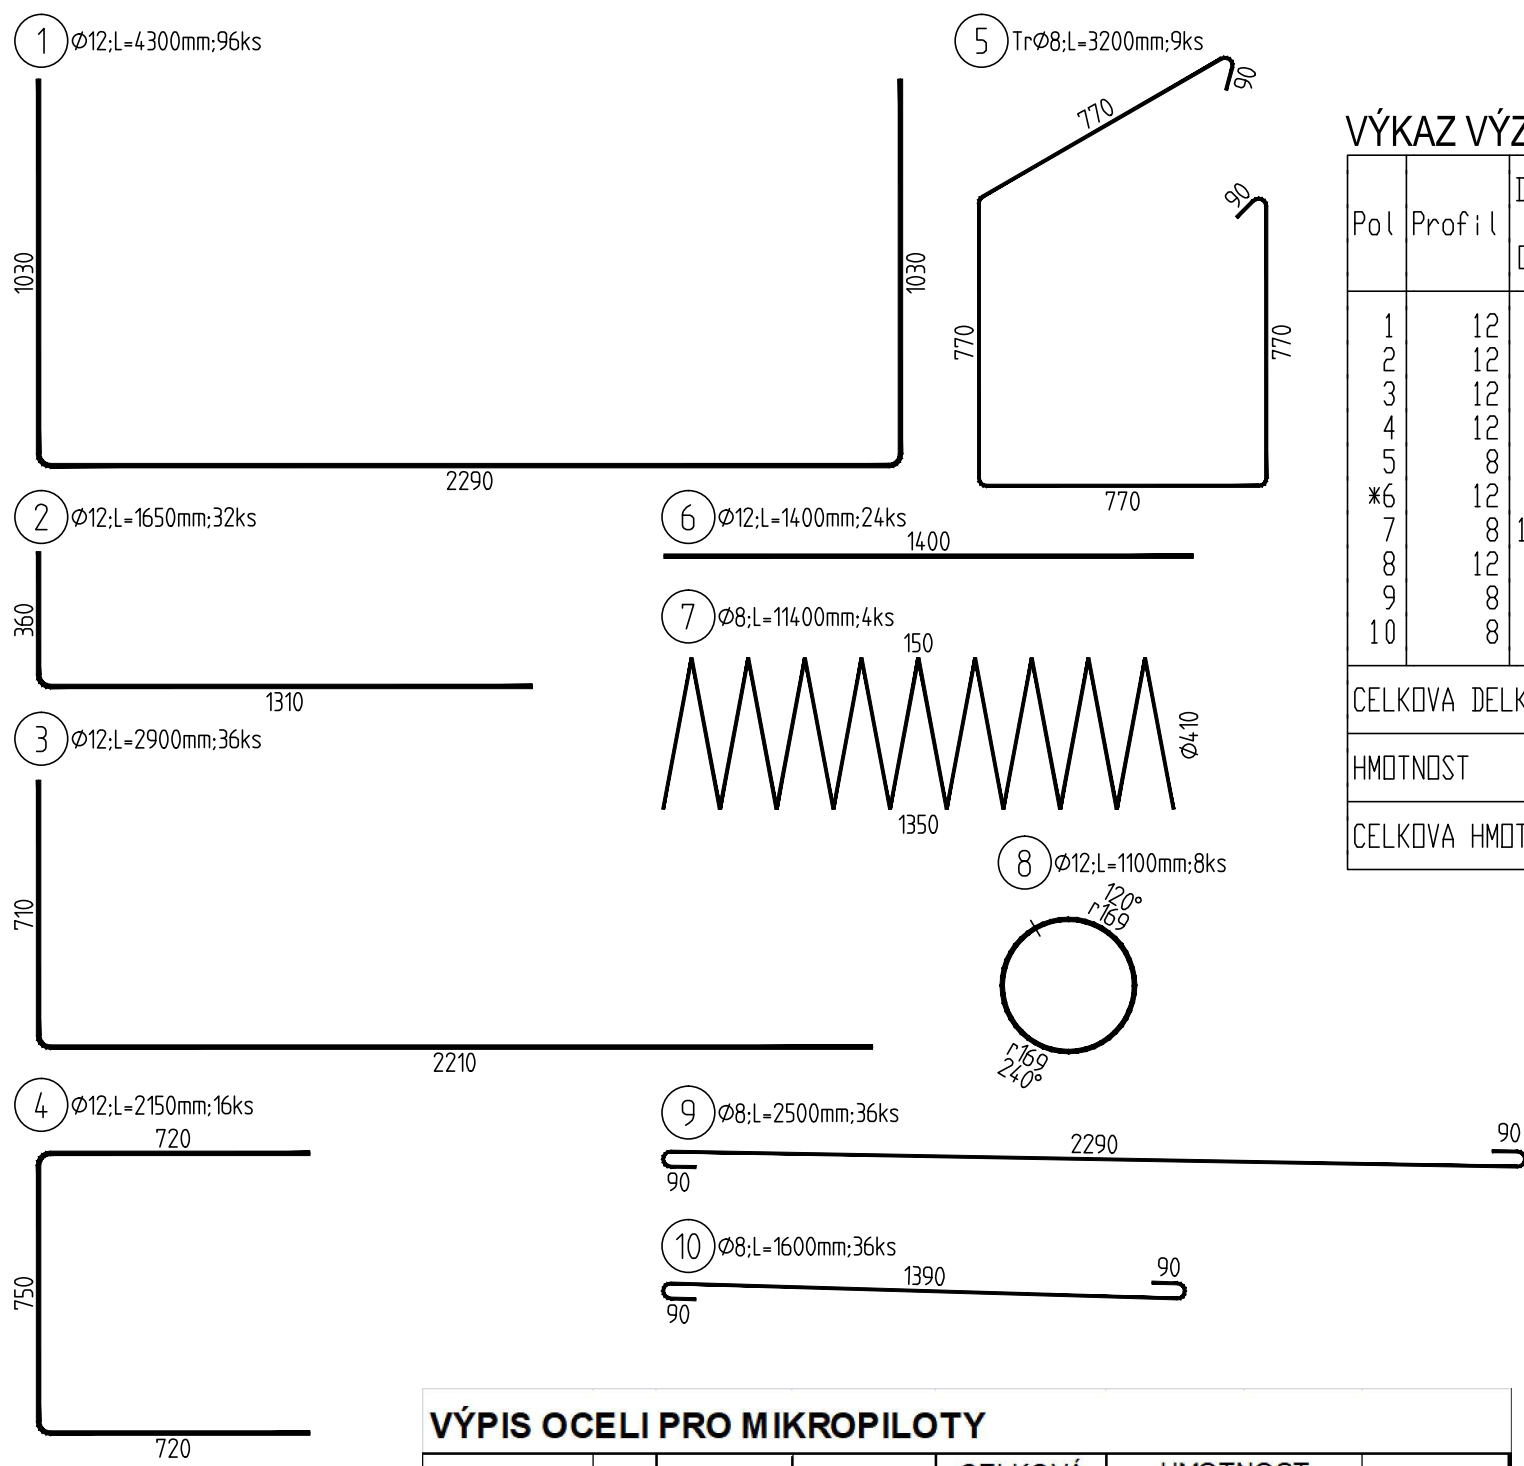 1 Ø12;L=4300mm;96ks
1030
1030
2290
2 Ø12;L=1650mm;32ks
360
1310
3 Ø12;L=2900mm;36ks
710
2210
4 Ø12;L=2150mm;16ks
720
750
720
5 TrØ8;L=3200mm;9ks
90
770
90
770
770
770
6 Ø12;L=1400mm;24ks
1400
7 Ø8;L=11400mm;4ks
150
Ø410
1350
8 Ø12;L=1100mm;8ks
120°
r169
r169
240°
9 Ø8;L=2500mm;36ks
2290
90
90
10 Ø8;L=1600mm;36ks
1390
90
90
VÝKAZ VÝZ
Pol Profil
1 12
2 12
3 12
4 12
5 8
*6 12
7 8 1
8 12
9 8
10 8
CELKOVA DELK
HMOTNOST
CELKOVA HMOT
VÝPIS OCELI PRO MIKROPILOTY
CELKOVÁ HMOTNOST